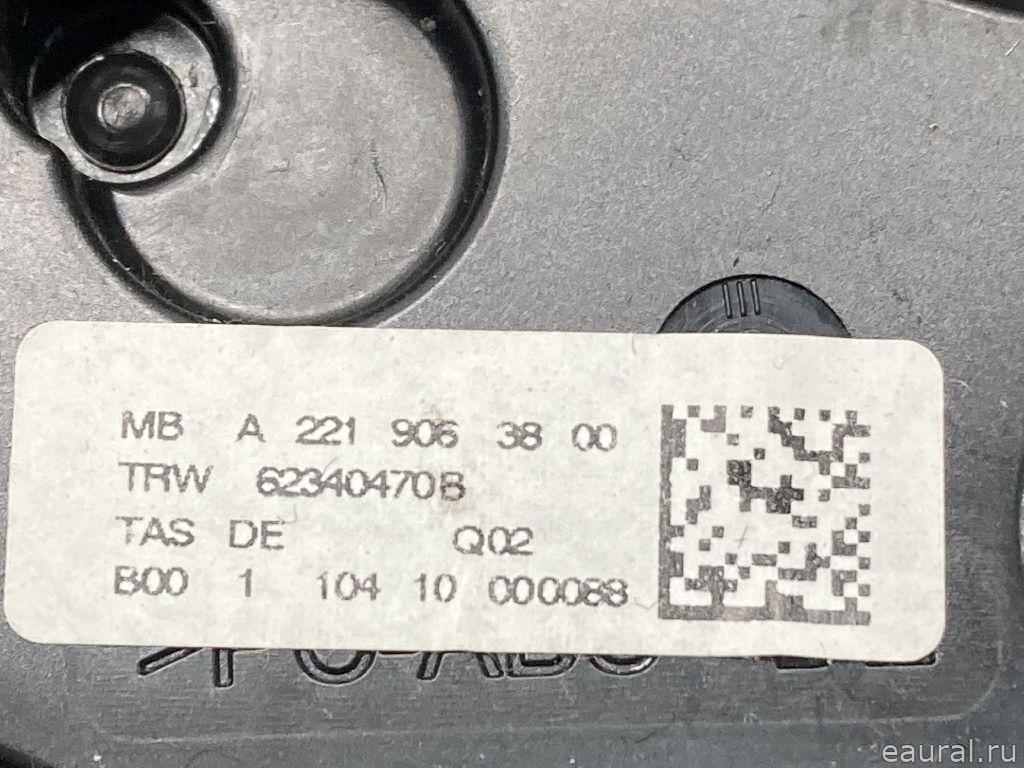 MB A 221 906 38 00
TRW 62340470B
TAS DE Q02
B00 1 104 10 000088
eaural.ru